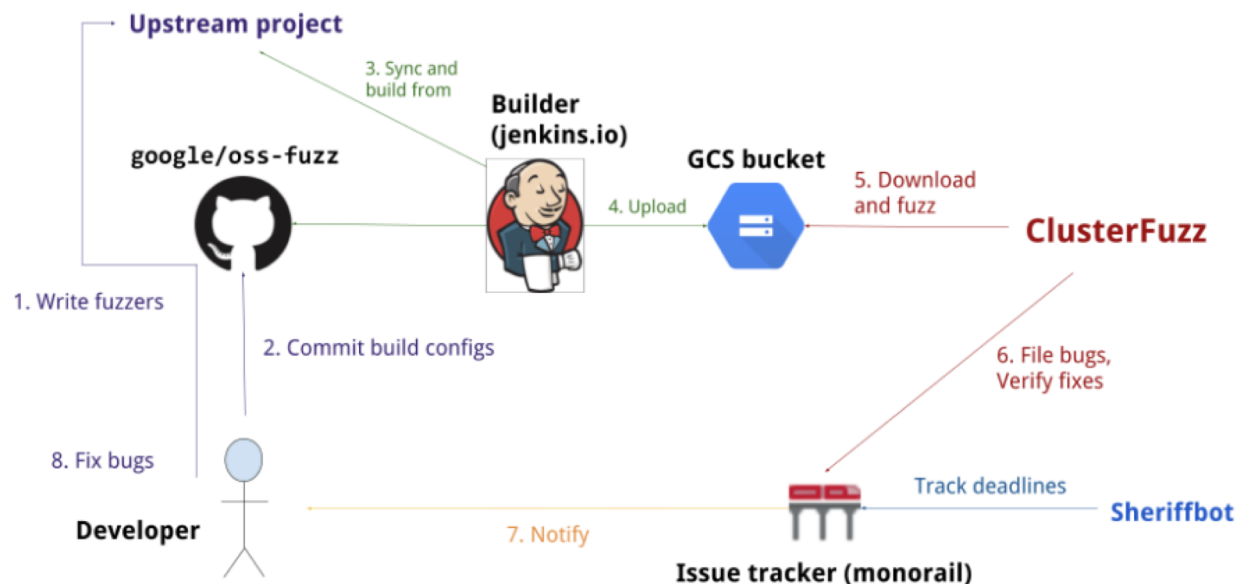 Upstream project
3. Sync and
build from
Builder
(jenkins.io)
google/oss-fuzz
GCS bucket
4. Upload
5. Download
and fuzz
ClusterFuzz
1. Write fuzzers
2. Commit build configs
6. File bugs,
Verify fixes
8. Fix bugs
Developer
7. Notify
Track deadlines
Sheriffbot
Issue tracker (monorail)